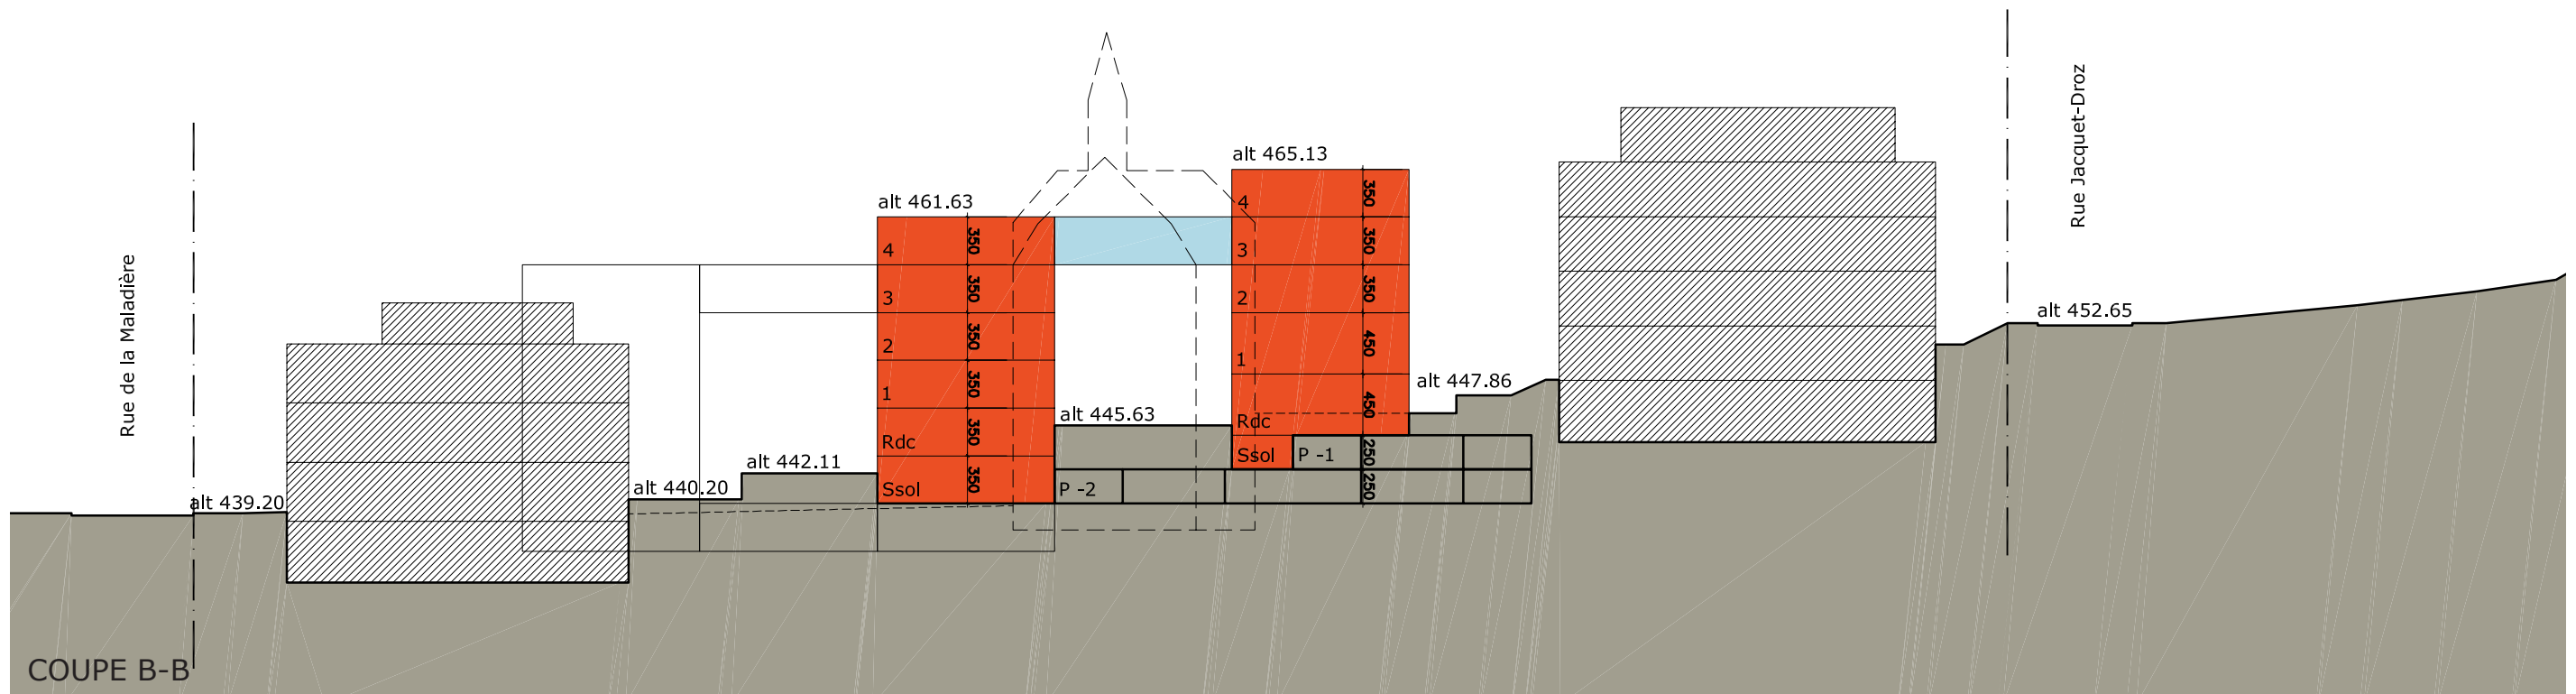 Rue de la Maladière
alt 439.20
alt 440.20
alt 442.11
alt 461.63
4
3
2
1
Rdc
Ssol
350
350
350
350
350
350
alt 445.63
P -2
alt 465.13
4
3
2
1
Rdc
Ssol
P -1
350
350
350
450
450
250
250
alt 447.86
Rue Jacquet-Droz
alt 452.65
COUPE B-B